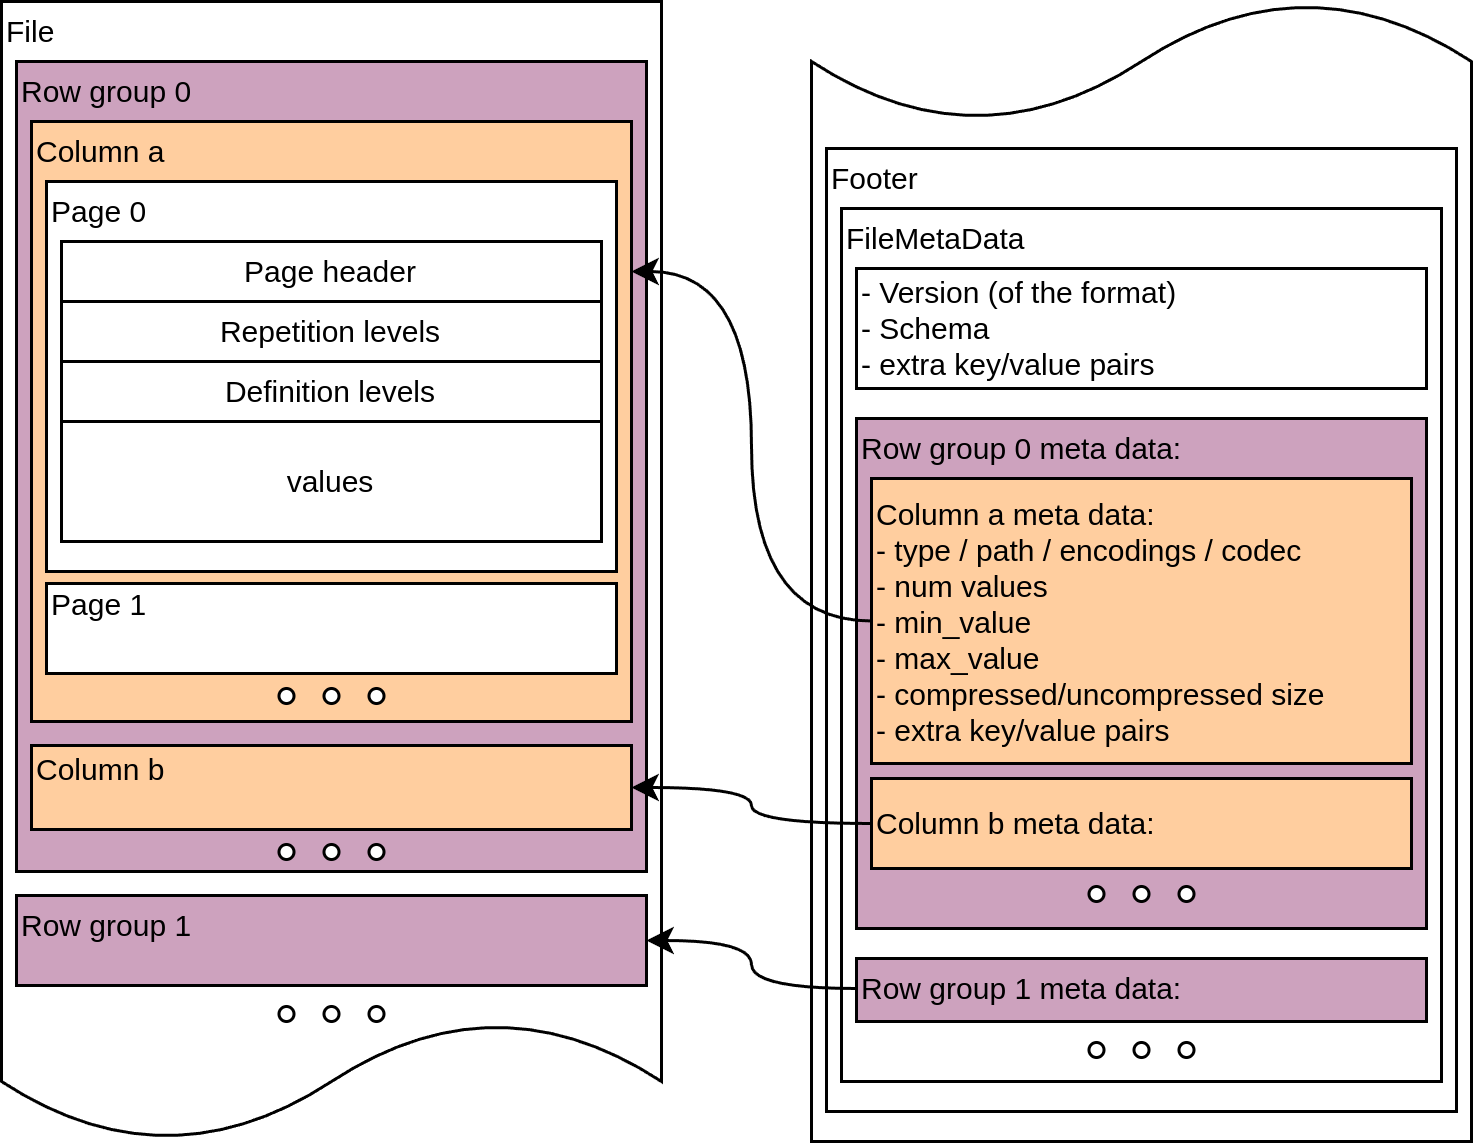 File
Row group 0
Column a
Page 0
Page header
Repetition levels
Definition levels
values
Page 1
Column b
Row group 1
Footer
FileMetaData
- Version (of the format)
- Schema
- extra key/value pairs
Row group 0 meta data:
Column a meta data:
- type / path / encodings / codec
- num values
- min_value
- max_value
- compressed/uncompressed size
- extra key/value pairs
Column b meta data:
Row group 1 meta data: